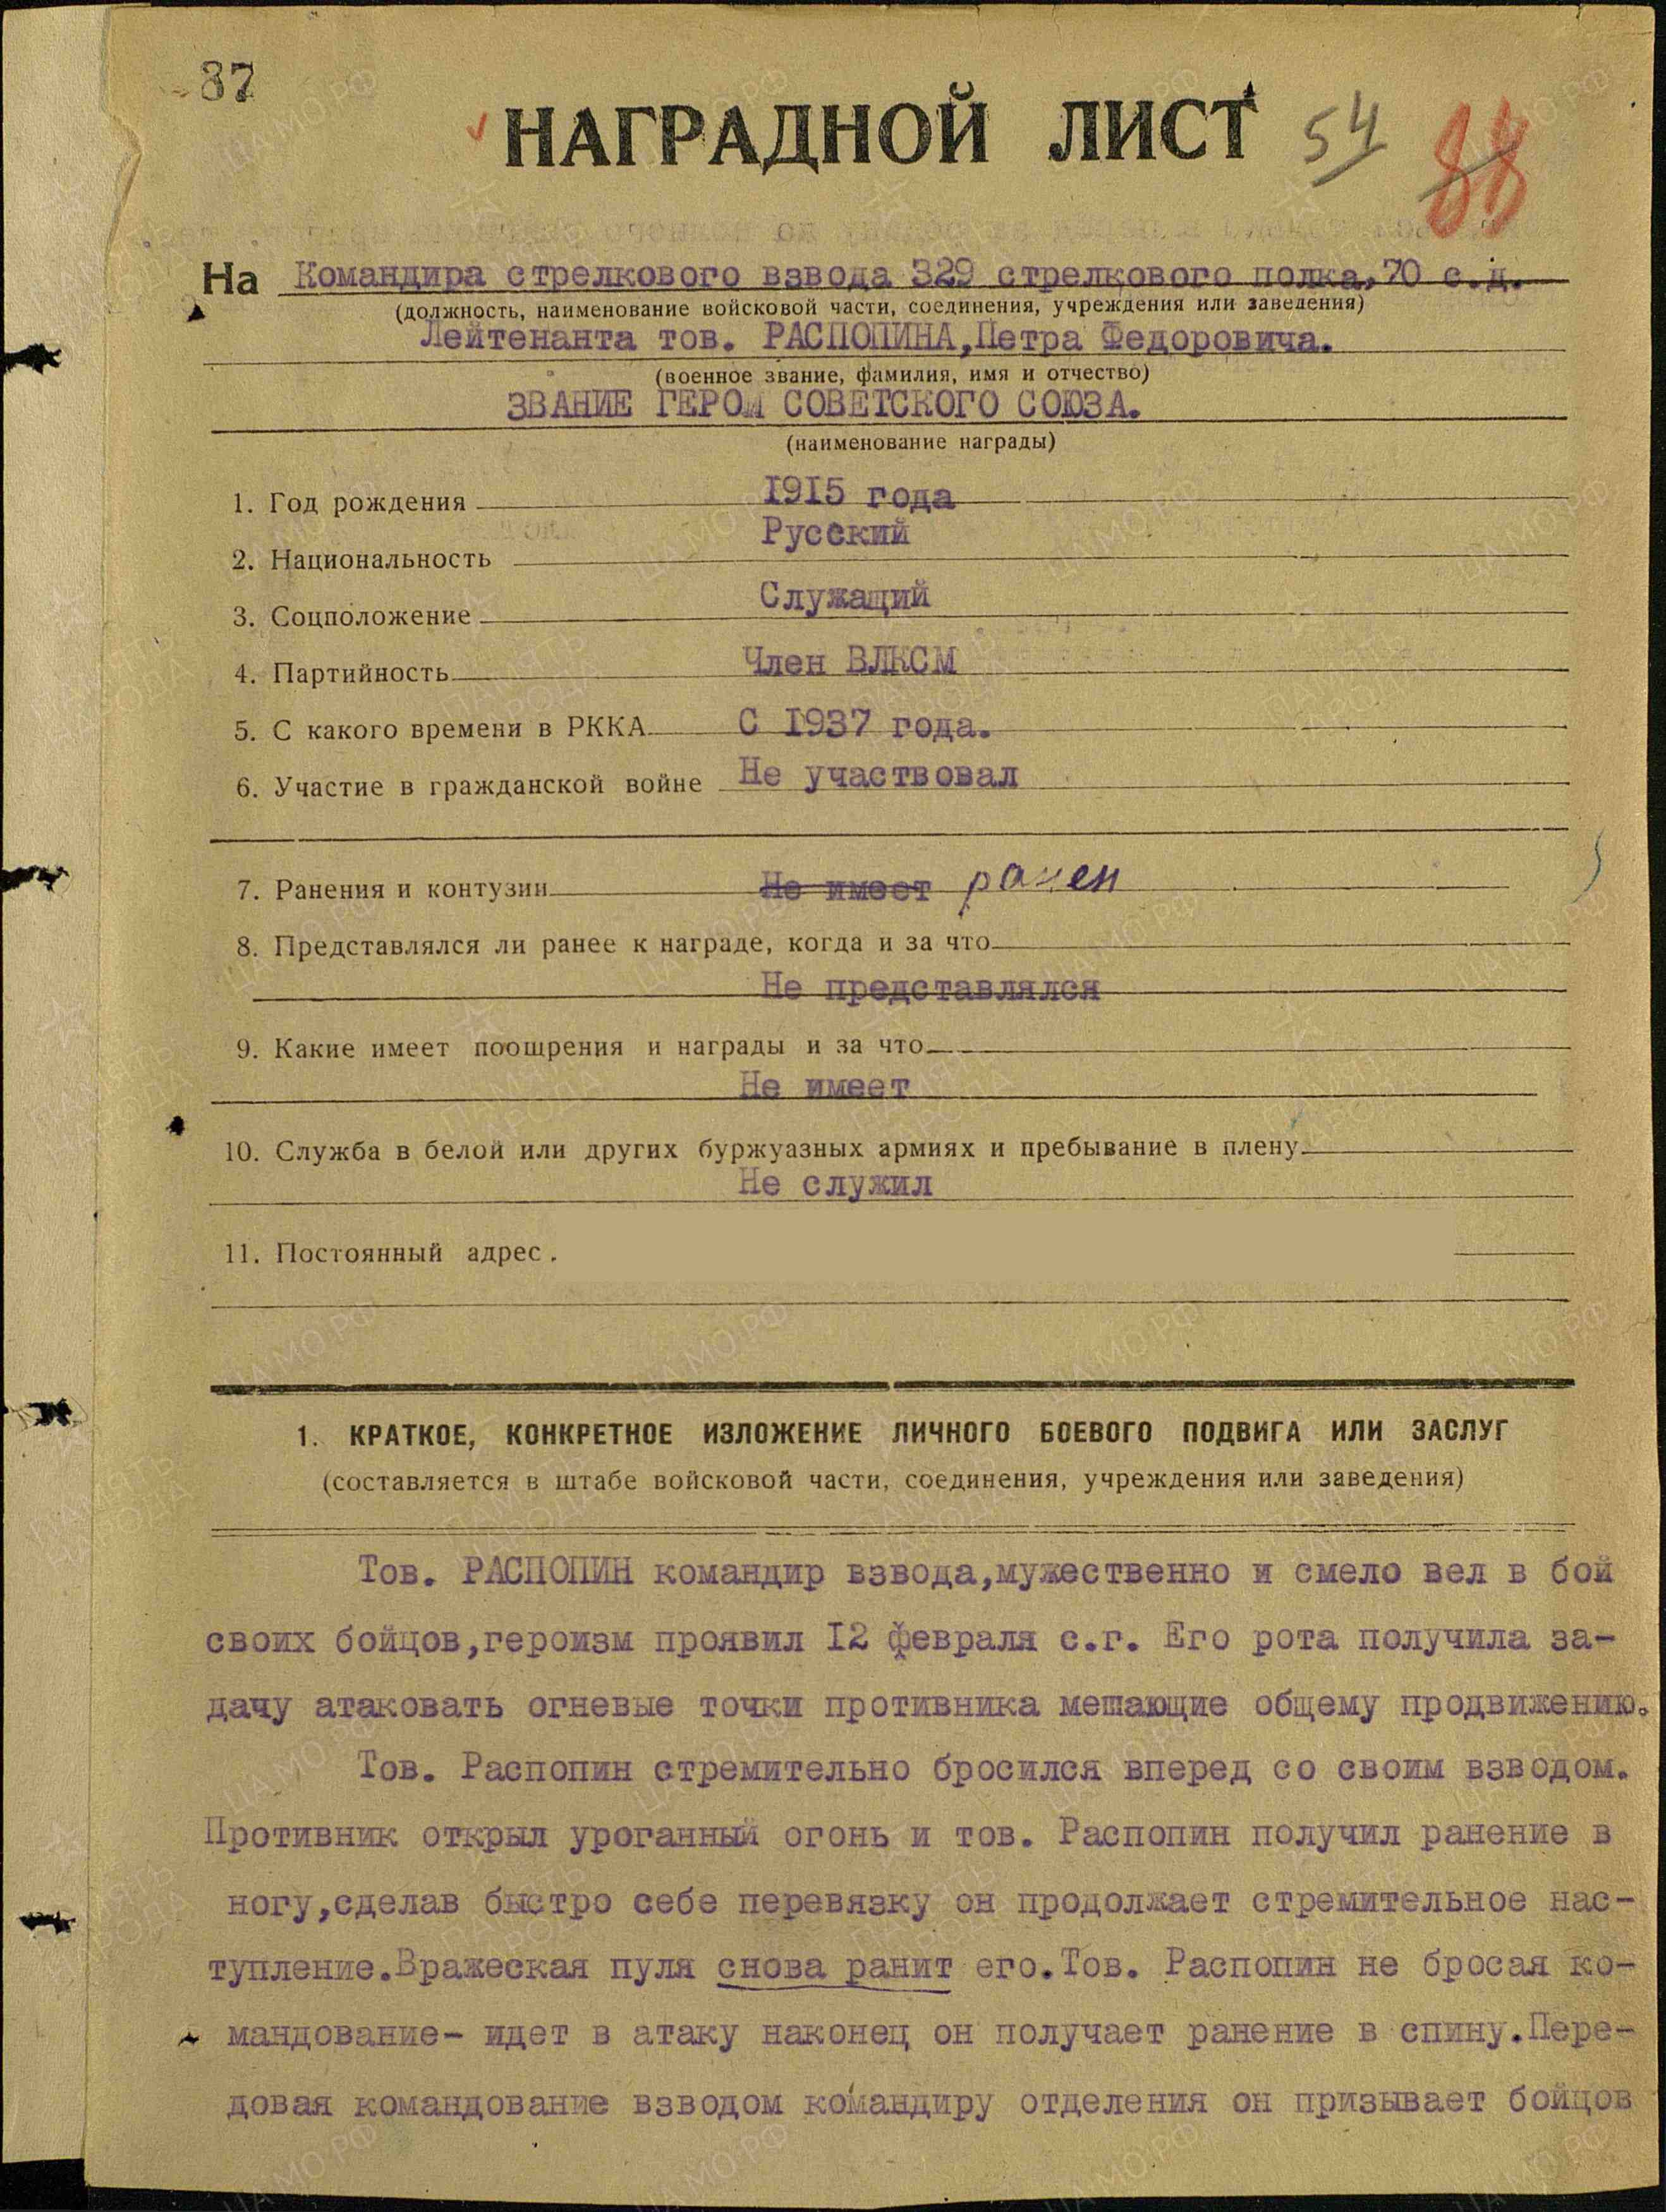 37
НАГРАДНОЙ ЛИСТ 54 88
На Командира стрелкового взвода 329 стрелкового полка,70 с.д.
(должность, наименование войсковой части, соединения, учреждения или заведения)
Лейтенанта тов. РАСПОПИНА,Петра Федоровича.
(военное звание, фамилия, имя и отчество)
ЗВАНИЕ ГЕРОЯ СОВЕТСКОГО СОЮЗА.
(наименование награды)
1. Год рождения 1915 года
2. Национальность Русский
3. Соцположение Служащий
4. Партийность Член ВЛКСМ
5. С какого времени в РККА С 1937 года.
6. Участие в гражданской войне Не участвовал
7. Ранения и контузии Не имеет ранен
8. Представлялся ли ранее к награде, когда и за что
Не представлялся
9. Какие имеет поощрения и награды и за что
Не имеет
10. Служба в белой или других буржуазных армиях и пребывание в плену
Не служил
11. Постоянный адрес.
1. КРАТКОЕ, КОНКРЕТНОЕ ИЗЛОЖЕНИЕ ЛИЧНОГО БОЕВОГО ПОДВИГА ИЛИ ЗАСЛУГ
(составляется в штабе войсковой части, соединения, учреждения или заведения)
Тов. РАСПОПИН командир взвода,мужественно и смело вел в бой
своих бойцов,героизм проявил 12 февраля с.г. Его рота получила за-
дачу атаковать огневые точки противника мешающие общему продвижению.
Тов. Распопин стремительно бросился вперед со своим взводом.
Противник открыл уроганный огонь и тов. Распопин получил ранение в
ногу,сделав быстро себе перевязку он продолжает стремительное нас-
тупление.Вражеская пуля снова ранит его.Тов. Распопин не бросая ко-
мандование- идет в атаку наконец он получает ранение в спину.Пере-
довая командование взводом командиру отделения он призывает бойцов